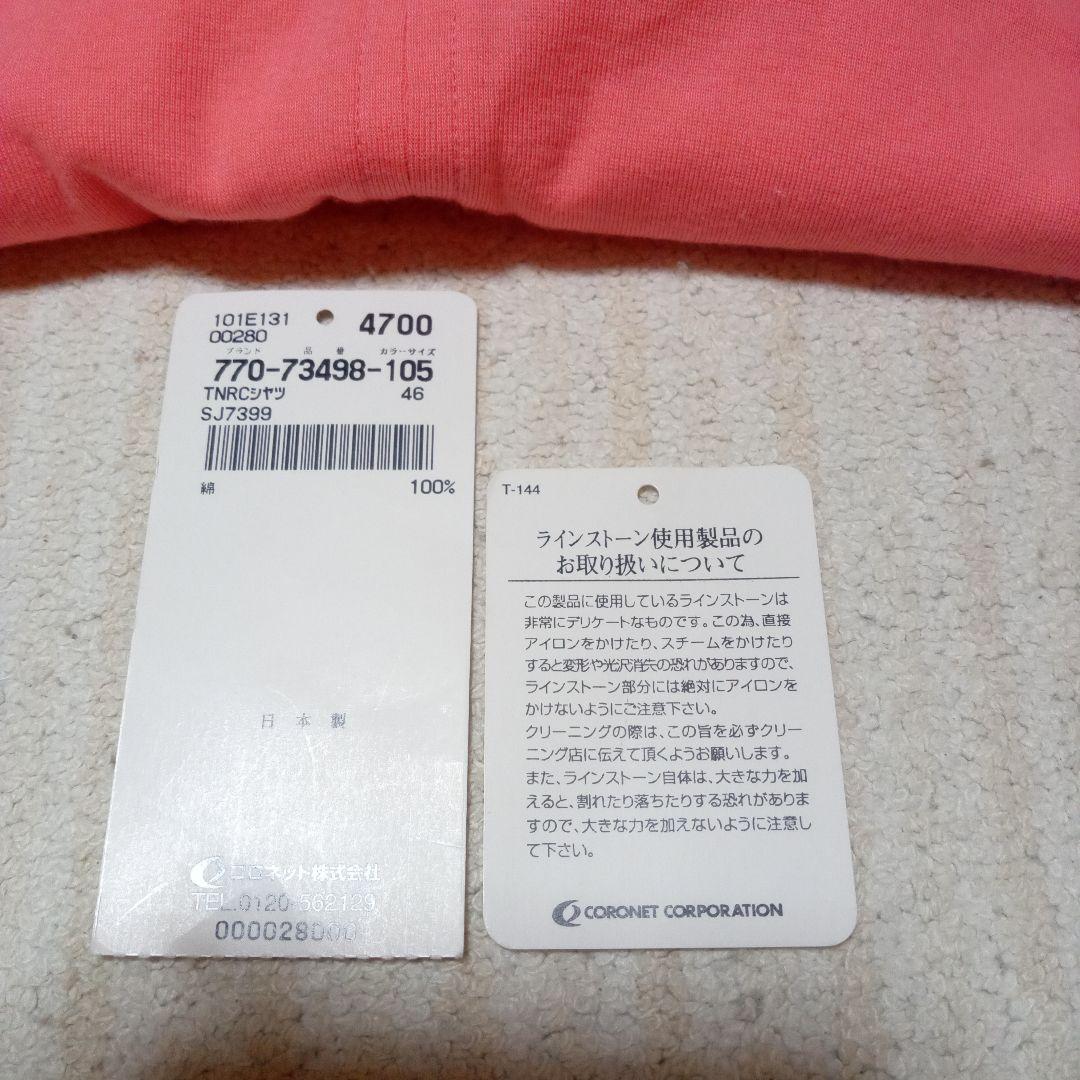 101E131 4700
00280
ブランド 品 番 カラーサイズ
770-73498-105
TNRCシャツ 46
SJ7399
綿 100%
日 本 製
コロネット株式会社
TEL.0120-562129
000028000
T-144
ラインストーン使用製品の
お取り扱いについて
この製品に使用しているラインストーンは
非常にデリケートなものです。この為、直接
アイロンをかけたり、スチームをかけたり
すると変形や光沢消失の恐れがありますので、
ラインストーン部分には絶対にアイロンを
かけないようにご注意下さい。
クリーニングの際は、この旨を必ずクリー
ニング店に伝えて頂くようお願いします。
また、ラインストーン自体は、大きな力を加
えると、割れたり落ちたりする恐れがありま
すので、大きな力を加えないように注意し
て下さい。
CORONET CORPORATION